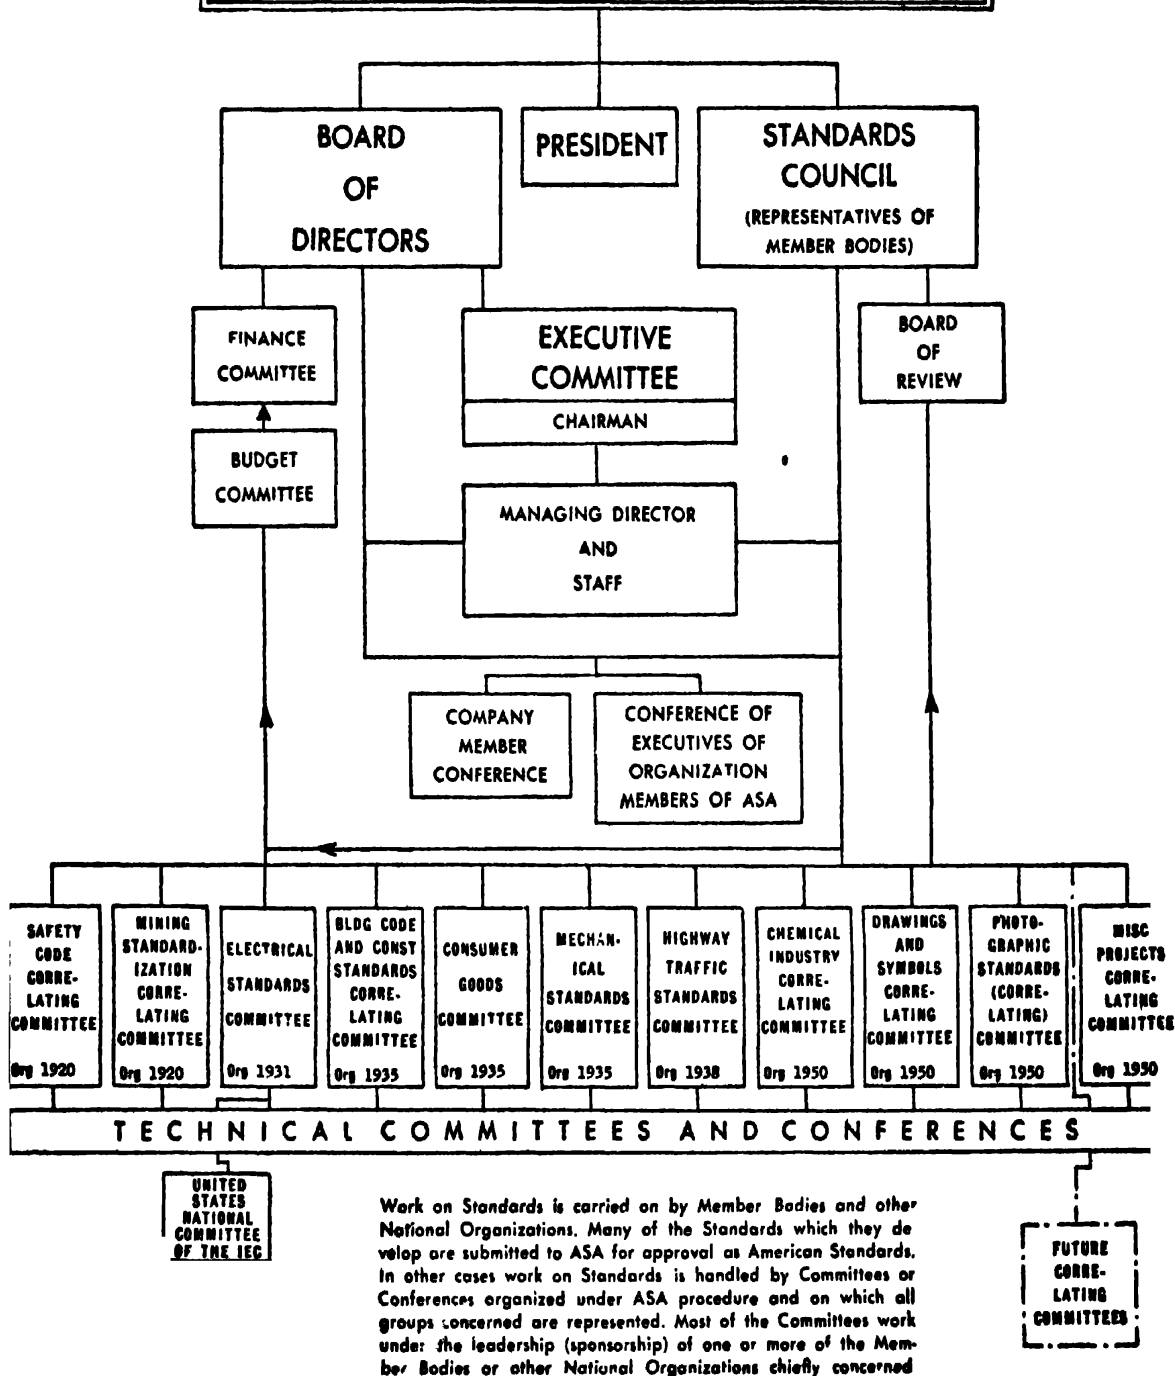 BOARD
OF
DIRECTORS
PRESIDENT
STANDARDS
COUNCIL
(REPRESENTATIVES OF
MEMBER BODIES)
FINANCE
COMMITTEE
EXECUTIVE
COMMITTEE
CHAIRMAN
BOARD
OF
REVIEW
BUDGET
COMMITTEE
MANAGING DIRECTOR
AND
STAFF
COMPANY
MEMBER
CONFERENCE
CONFERENCE OF
EXECUTIVES OF
ORGANIZATION
MEMBERS OF ASA
SAFETY
CODE
CORRE-
LATING
COMMITTEE
Org 1920
MINING
STANDARD-
IZATION
CORRE-
LATING
COMMITTEE
Org 1920
ELECTRICAL
STANDARDS
COMMITTEE
Org 1931
BLDG CODE
AND CONST
STANDARDS
CORRE-
LATING
COMMITTEE
Org 1935
CONSUMER
GOODS
COMMITTEE
Org 1935
MECHAN-
ICAL
STANDARDS
COMMITTEE
Org 1935
HIGHWAY
TRAFFIC
STANDARDS
COMMITTEE
Org 1938
CHEMICAL
INDUSTRY
CORRE-
LATING
COMMITTEE
Org 1950
DRAWINGS
AND
SYMBOLS
CORRE-
LATING
COMMITTEE
Org 1950
PHOTO-
GRAPHIC
STANDARDS
(CORRE-
LATING)
COMMITTEE
Org 1950
MISC
PROJECTS
CORRE-
LATING
COMMITTEE
Org 1950
TECHNICAL COMMITTEES AND CONFERENCES
UNITED
STATES
NATIONAL
COMMITTEE
OF THE IEC
Work on Standards is carried on by Member Bodies and other
National Organizations. Many of the Standards which they de
velop are submitted to ASA for approval as American Standards.
In other cases work on Standards is handled by Committees or
Conferences organized under ASA procedure and on which all
groups concerned are represented. Most of the Committees work
under the leadership (sponsorship) of one or more of the Mem-
ber Bodies or other National Organizations chiefly concerned
FUTURE
CORRE-
LATING
COMMITTEES